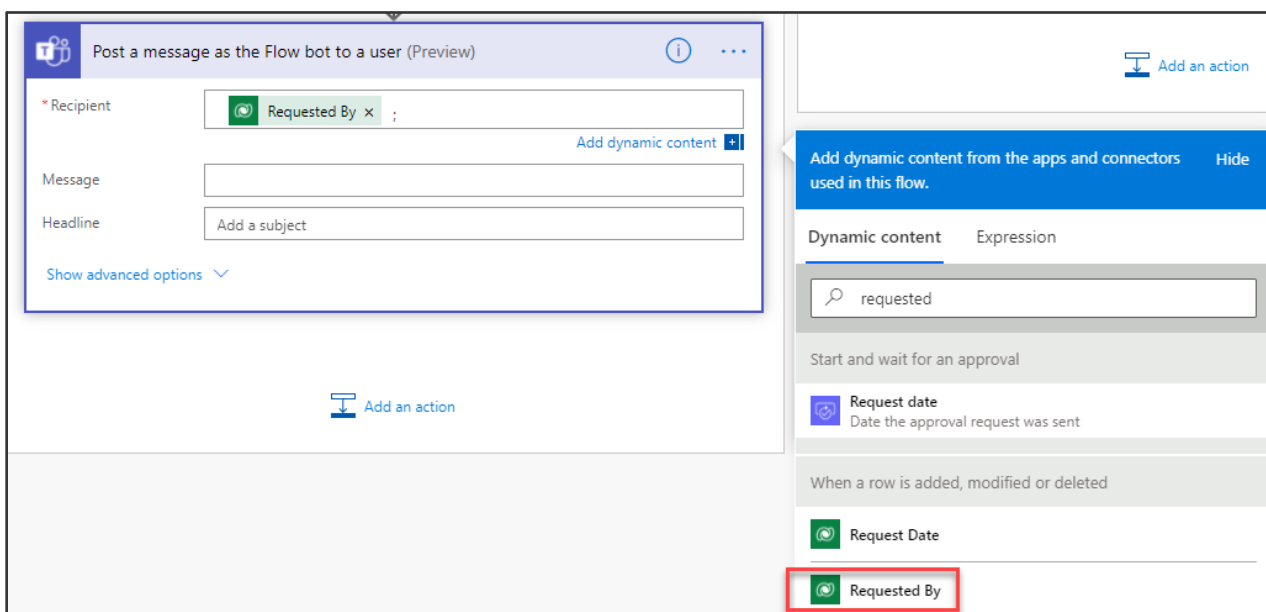 Post a message as the Flow bot to a user (Preview)
* Recipient
Requested By × ;
Add dynamic content
Message
Headline
Add a subject
Show advanced options
Add an action
Add an action
Add dynamic content from the apps and connectors
used in this flow.
Hide
Dynamic content
Expression
requested
Start and wait for an approval
Request date
Date the approval request was sent
When a row is added, modified or deleted
Request Date
Requested By